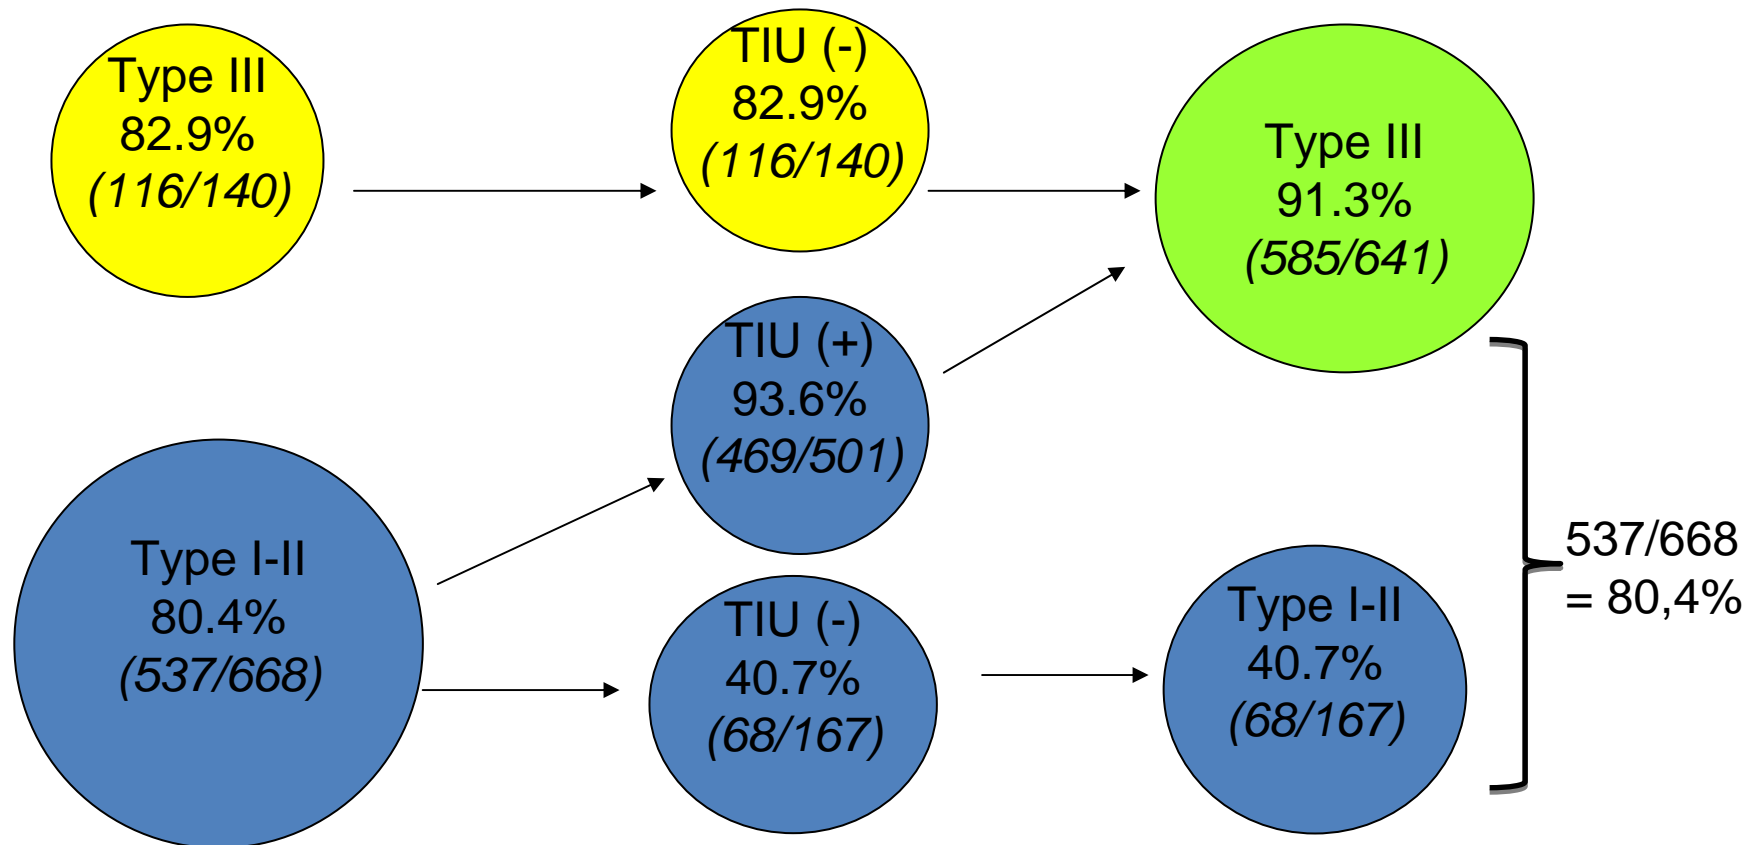 Type III
82.9%
(116/140)
TIU (-)
82.9%
(116/140)
Type III
91.3%
(585/641)
TIU (+)
93.6%
(469/501)
Type I-II
80.4%
(537/668)
TIU (-)
40.7%
(68/167)
Type I-II
40.7%
(68/167)
537/668
= 80,4%